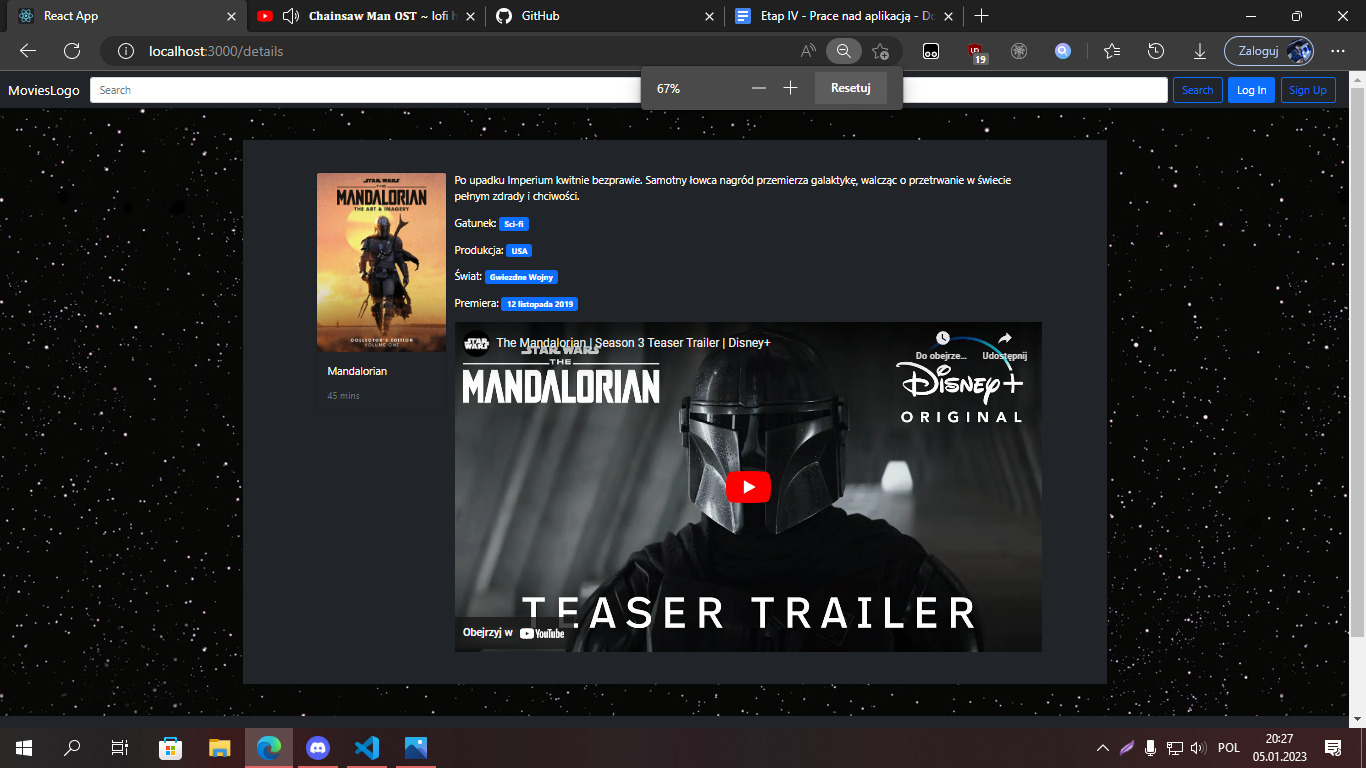 React App
Chainsaw Man OST ~ lofi h
GitHub
Etap IV - Prace nad aplikacją - Do
localhost:3000/details
19
Zaloguj
67%
Resetuj
MoviesLogo
Search
Search
Log In
Sign Up
STAR WARS
THE
MANDALORIAN
THE ART & IMAGERY
COLLECTOR'S EDITION
VOLUME ONE
Mandalorian
45 mins
Po upadku Imperium kwitnie bezprawie. Samotny łowca nagród przemierza galaktykę, walcząc o przetrwanie w świecie
pełnym zdrady i chciwości.
Gatunek: Sci-fi
Produkcja: USA
Świat: Gwiezdne Wojny
Premiera: 12 listopada 2019
STAR WARS
The Mandalorian | Season 3 Teaser Trailer | Disney+
Do obejrze...
Udostępnij
STAR WARS
THE
MANDALORIAN
Disney+
ORIGINAL
TEASER TRAILER
Obejrzyj w YouTube
POL
20:27
05.01.2023